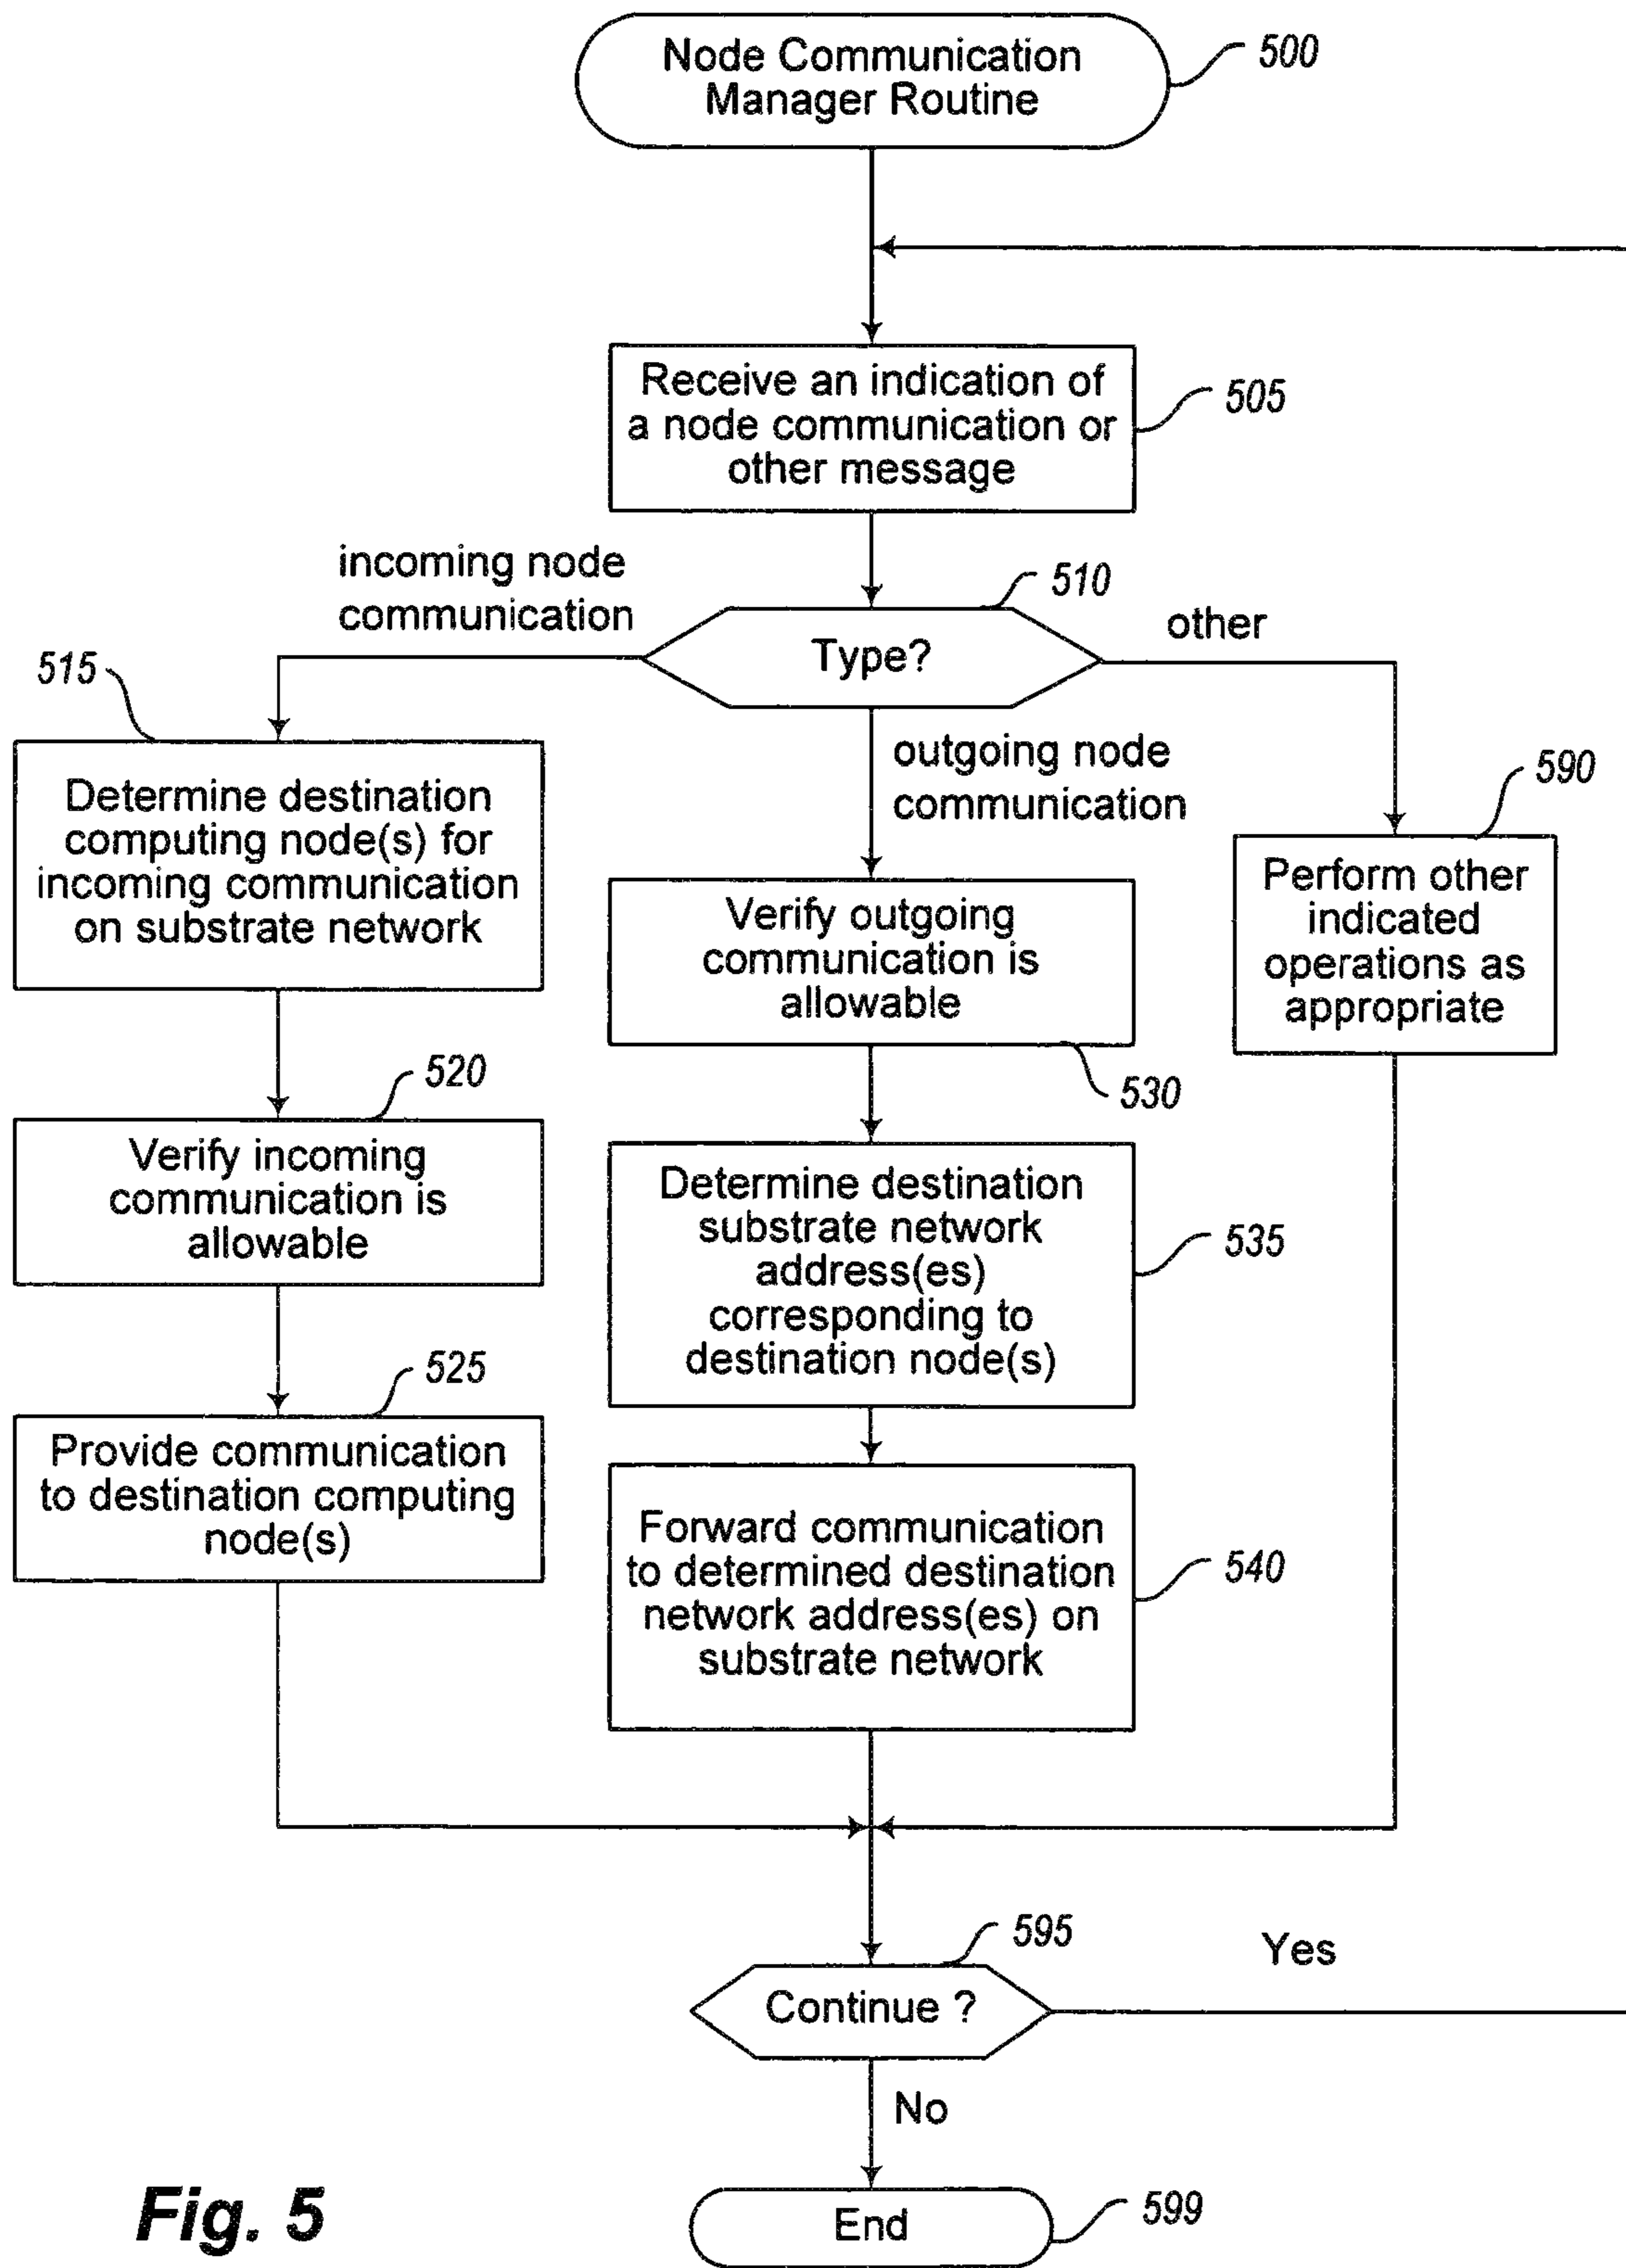 Node Communication
Manager Routine
500
Receive an indication of
a node communication or
other message
505
incoming node
communication
510
Type?
other
515
Determine destination
computing node(s) for
incoming communication
on substrate network
outgoing node
communication
590
Perform other
indicated
operations as
appropriate
Verify outgoing
communication is
allowable
530
520
Verify incoming
communication is
allowable
Determine destination
substrate network
address(es)
corresponding to
destination node(s)
535
525
Provide communication
to destination computing
node(s)
Forward communication
to determined destination
network address(es) on
substrate network
540
595
Continue ?
Yes
No
End
599
Fig. 5